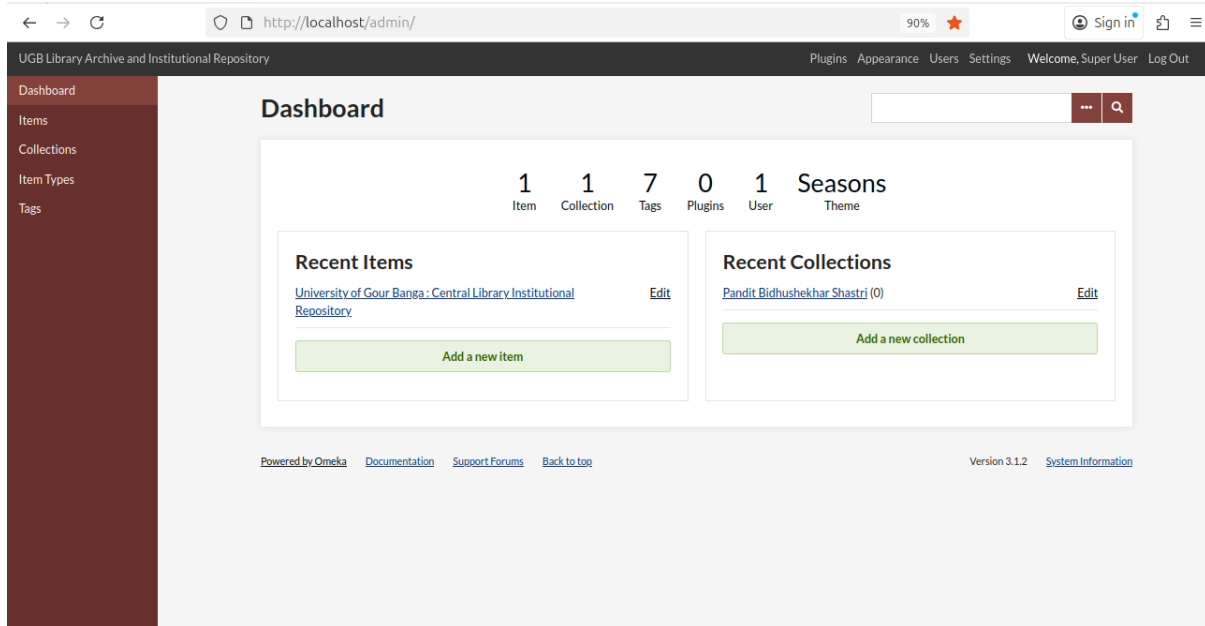 http://localhost/admin/
90%
Sign in
UGB Library Archive and Institutional Repository
Plugins Appearance Users Settings Welcome, Super User Log Out
Dashboard
Items
Collections
Item Types
Tags
Dashboard
1 1 7 0 1 Seasons
Item Collection Tags Plugins User Theme
Recent Items
University of Gour Banga : Central Library Institutional Repository
Edit
Add a new item
Recent Collections
Pandit Bidhushekhar Shastri (0)
Edit
Add a new collection
Powered by Omeka Documentation Support Forums Back to top
Version 3.1.2 System Information